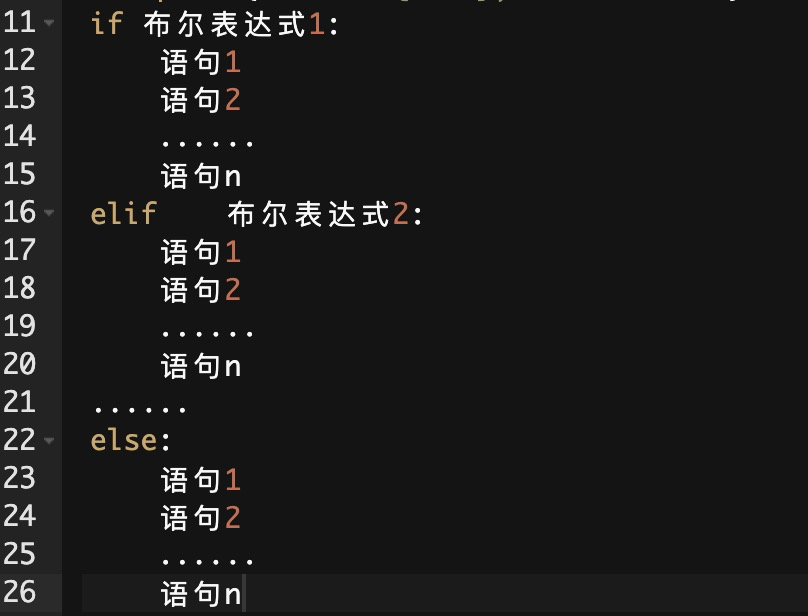 11 if 布尔表达式1:
12 语句1
13 语句2
14 ......
15 语句n
16 elif 布尔表达式2:
17 语句1
18 语句2
19 ......
20 语句n
21 ......
22 else:
23 语句1
24 语句2
25 ......
26 语句n